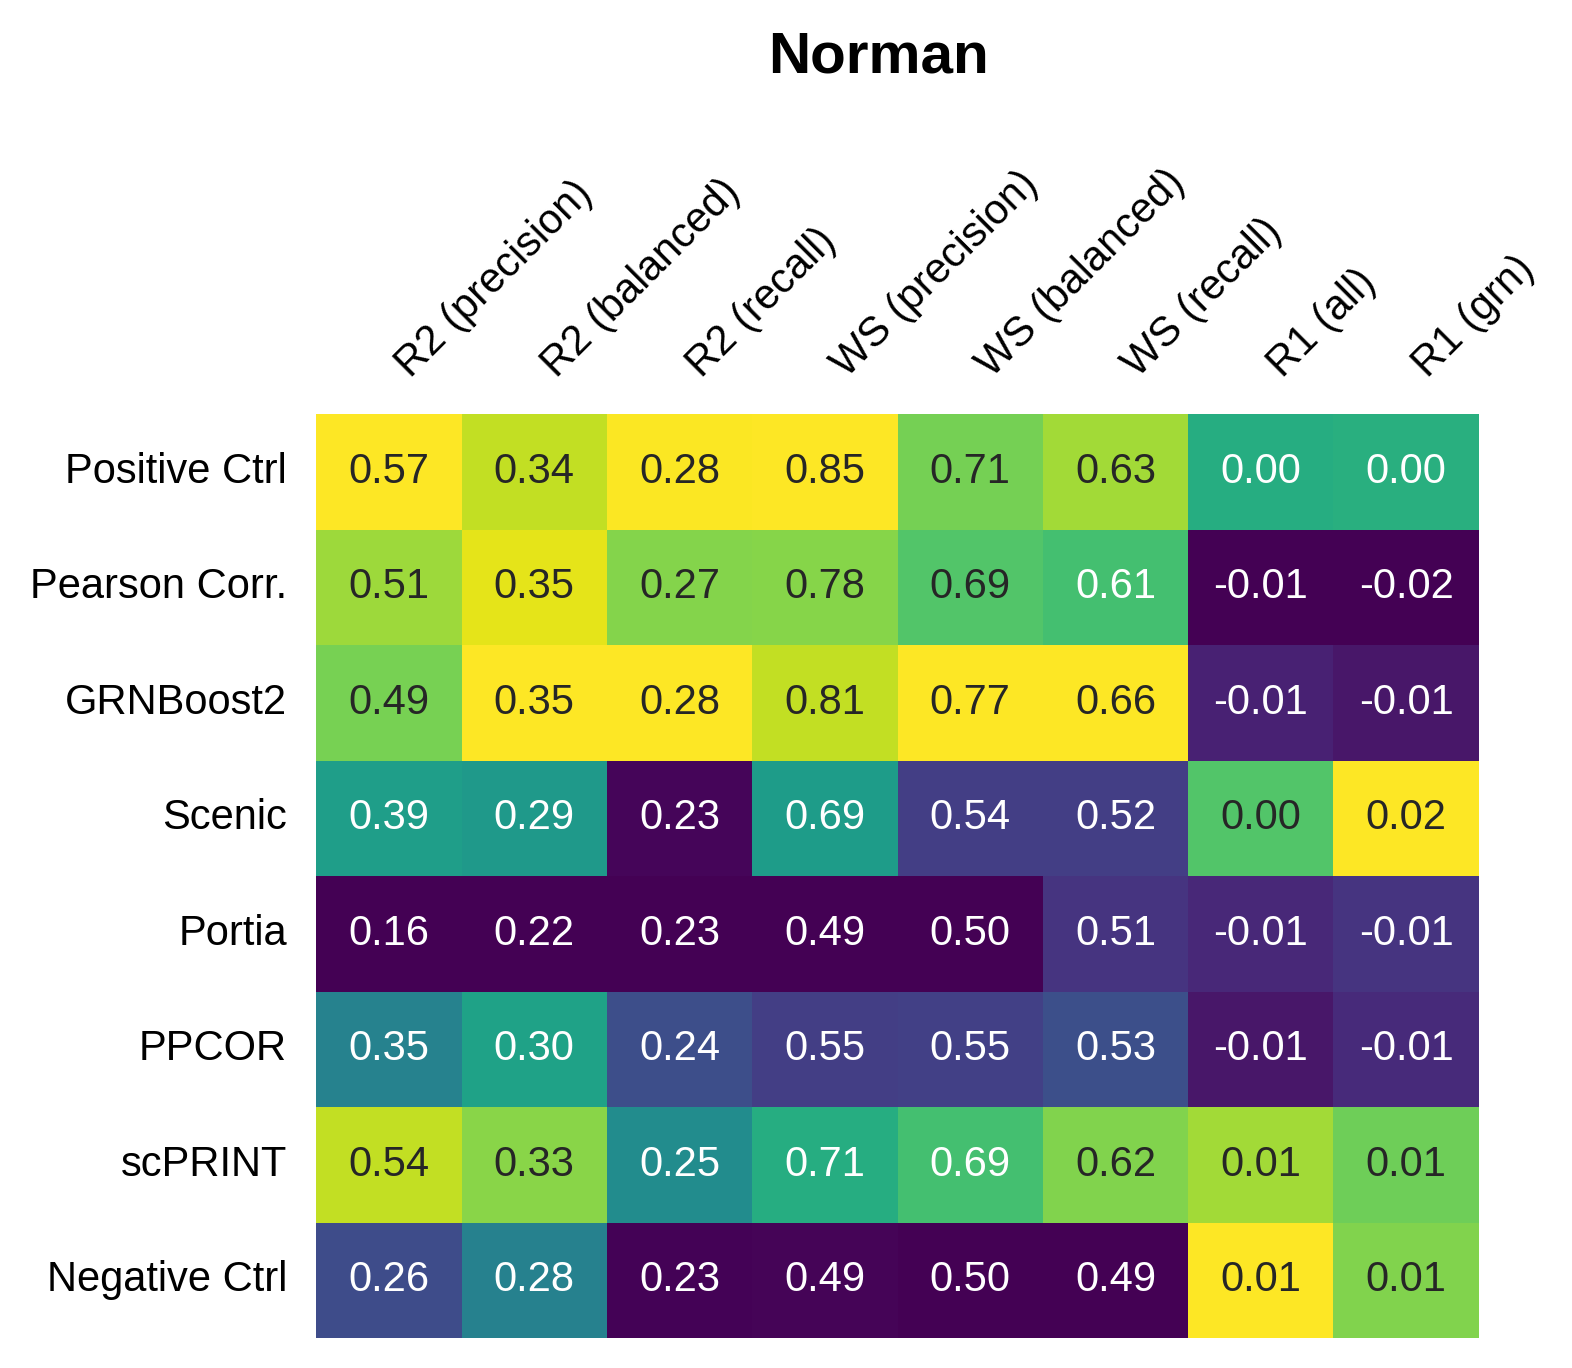 Norman
R2 (precision)
R2 (balanced)
R2 (recall)
WS (precision)
WS (balanced)
WS (recall)
R1 (all)
R1 (grn)
Positive Ctrl 0.57 0.34 0.28 0.85 0.71 0.63 0.00 0.00
Pearson Corr. 0.51 0.35 0.27 0.78 0.69 0.61 -0.01 -0.02
GRNBoost2 0.49 0.35 0.28 0.81 0.77 0.66 -0.01 -0.01
Scenic 0.39 0.29 0.23 0.69 0.54 0.52 0.00 0.02
Portia 0.16 0.22 0.23 0.49 0.50 0.51 -0.01 -0.01
PPCOR 0.35 0.30 0.24 0.55 0.55 0.53 -0.01 -0.01
scPRINT 0.54 0.33 0.25 0.71 0.69 0.62 0.01 0.01
Negative Ctrl 0.26 0.28 0.23 0.49 0.50 0.49 0.01 0.01